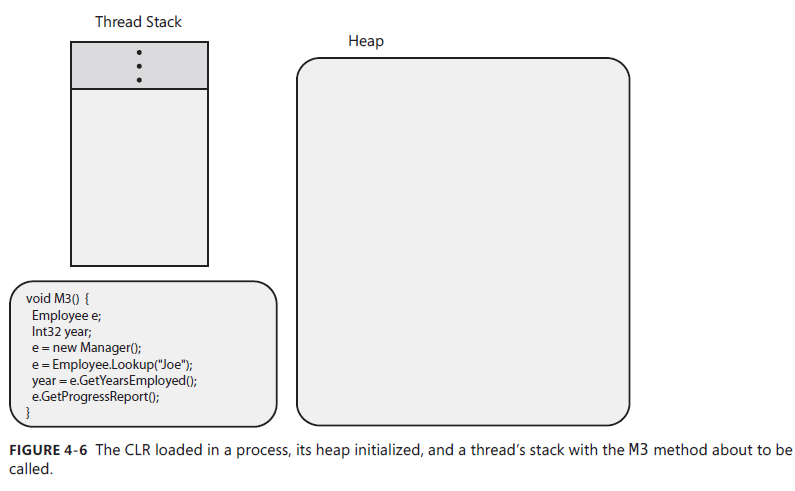 Thread Stack
Heap
void M3() {
Employee e;
Int32 year;
e = new Manager();
e = Employee.Lookup("Joe");
year = e.GetYearsEmployed();
e.GetProgressReport();
}
FIGURE 4-6 The CLR loaded in a process, its heap initialized, and a thread's stack with the M3 method about to be
called.